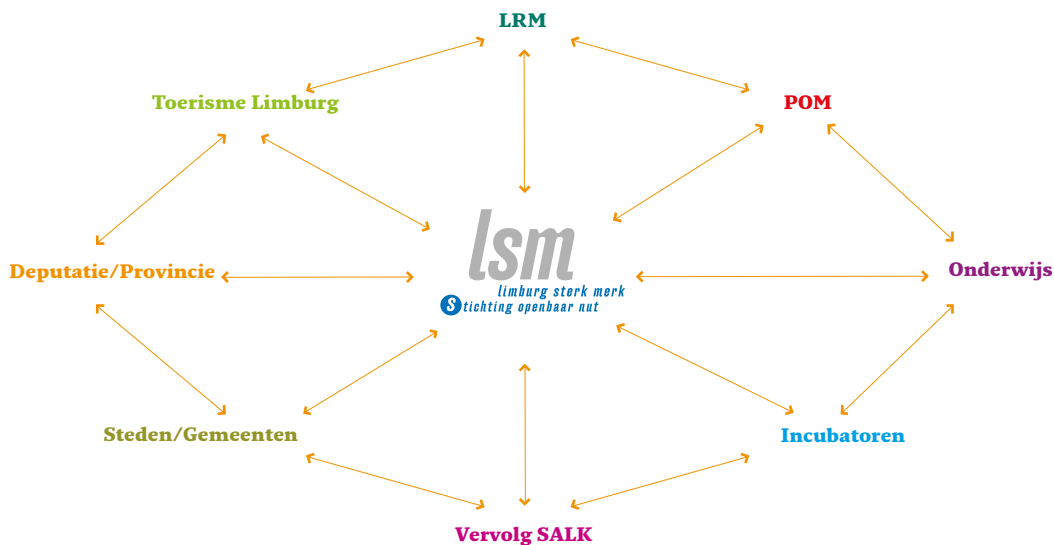 LRM
Toerisme Limburg
POM
lsm
Deputatie/Provincie
Onderwijs
limburg sterk merk
Stichting openbaar nut
Steden/Gemeenten
Incubatoren
Vervolg SALK